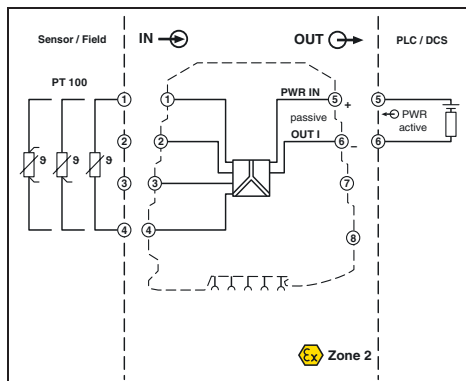 Sensor / Field
IN
OUT
PLC / DCS
PT 100
ϑ ϑ ϑ
1
2
3
4
1
2
3
4
PWR IN
passive
OUT I
5 +
6 –
7
8
5
6
PWR
active
Ex Zone 2